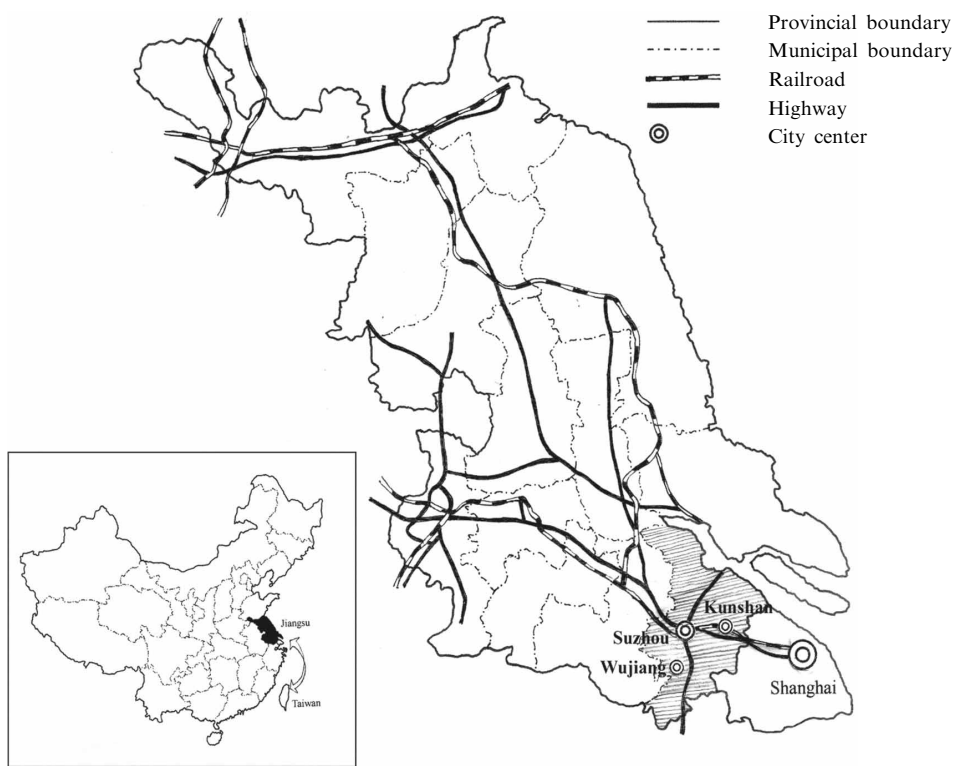 Provincial boundary
Municipal boundary
Railroad
Highway
City center
Kunshan
Suzhou
Wujiang
Shanghai
Jiangsu
Taiwan